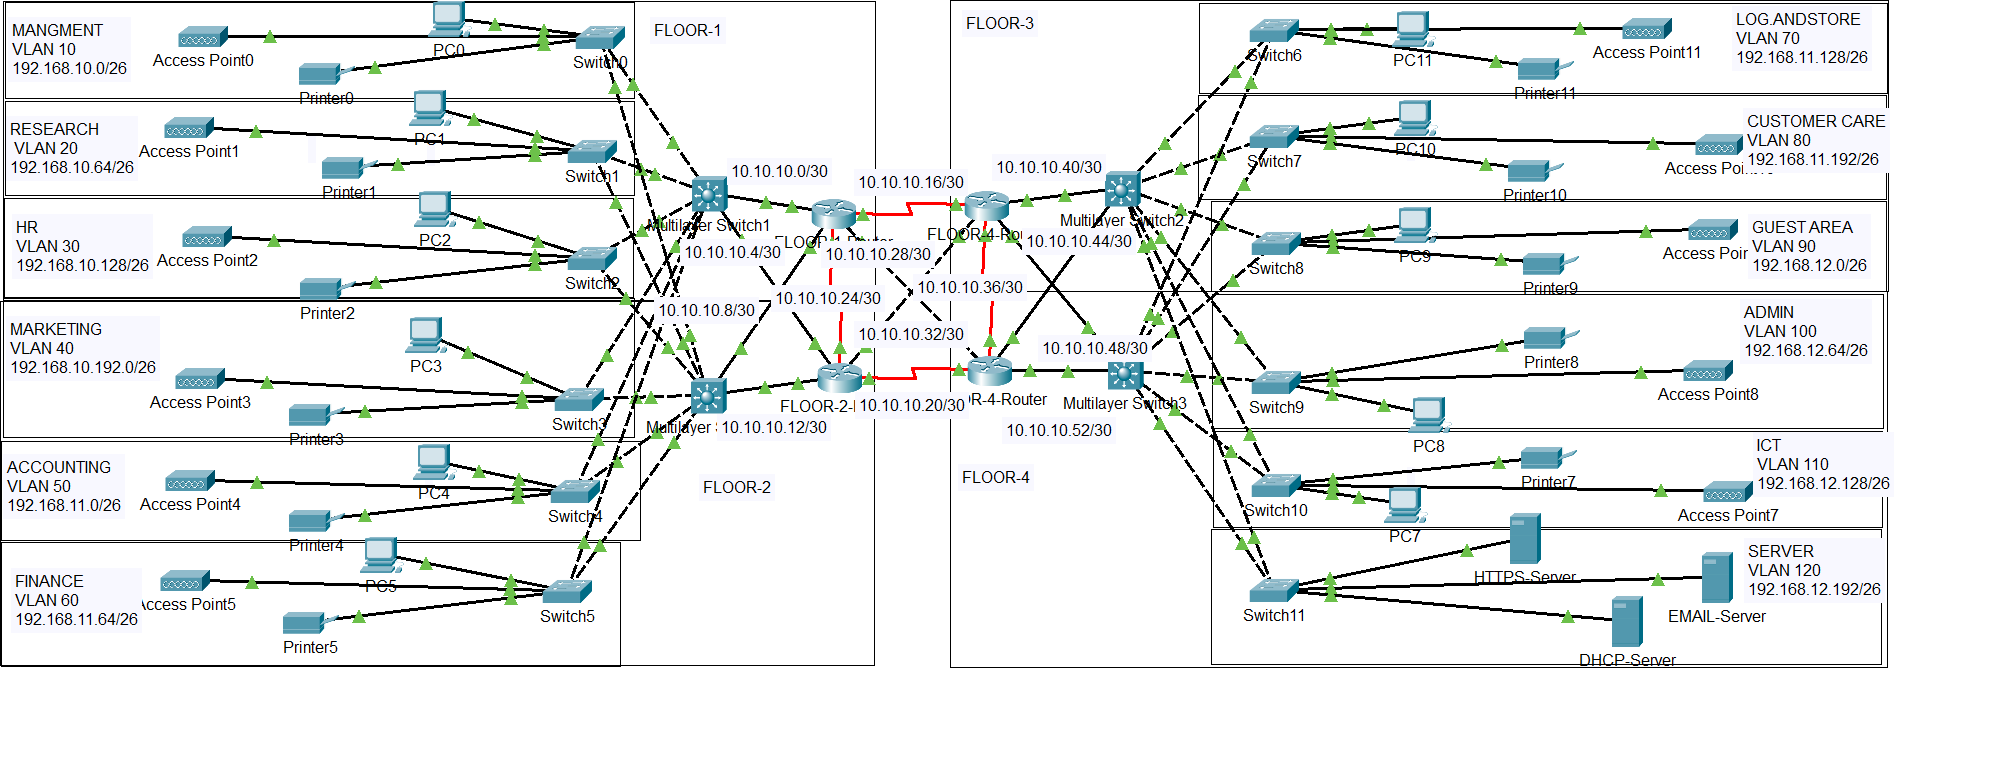 MANGMENT
VLAN 10
192.168.10.0/26
Access Point0
PC0
Printer0
Switch0
FLOOR-1
RESEARCH
VLAN 20
192.168.10.64/26
Access Point1
PC1
Printer1
Switch1
HR
VLAN 30
192.168.10.128/26
Access Point2
PC2
Printer2
Switch2
MARKETING
VLAN 40
192.168.10.192.0/26
Access Point3
PC3
Printer3
Switch3
ACCOUNTING
VLAN 50
192.168.11.0/26
Access Point4
PC4
Printer4
Switch4
FINANCE
VLAN 60
192.168.11.64/26
Access Point5
PC5
Printer5
Switch5
FLOOR-2
Multilayer Switch1
Multilayer
10.10.10.0/30
10.10.10.4/30
10.10.10.8/30
10.10.10.12/30
10.10.10.16/30
10.10.10.28/30
10.10.10.24/30
10.10.10.36/30
10.10.10.32/30
10.10.10.20/30
FLOOR-1-Router
FLOOR-2-
FLOOR-4-Rou
R-4-Router
FLOOR-3
10.10.10.40/30
Multilayer Switch2
10.10.10.44/30
10.10.10.48/30
Multilayer Switch3
10.10.10.52/30
FLOOR-4
Switch6
PC11
Access Point11
Printer11
LOG.ANDSTORE
VLAN 70
192.168.11.128/26
Switch7
PC10
Access Poin
Printer10
CUSTOMER CARE
VLAN 80
192.168.11.192/26
Switch8
PC9
Access Poin
Printer9
GUEST AREA
VLAN 90
192.168.12.0/26
Switch9
Printer8
Access Point8
PC8
ADMIN
VLAN 100
192.168.12.64/26
Switch10
Printer7
Access Point7
PC7
ICT
VLAN 110
192.168.12.128/26
Switch11
HTTPS-Server
EMAIL-Server
DHCP-Server
SERVER
VLAN 120
192.168.12.192/26